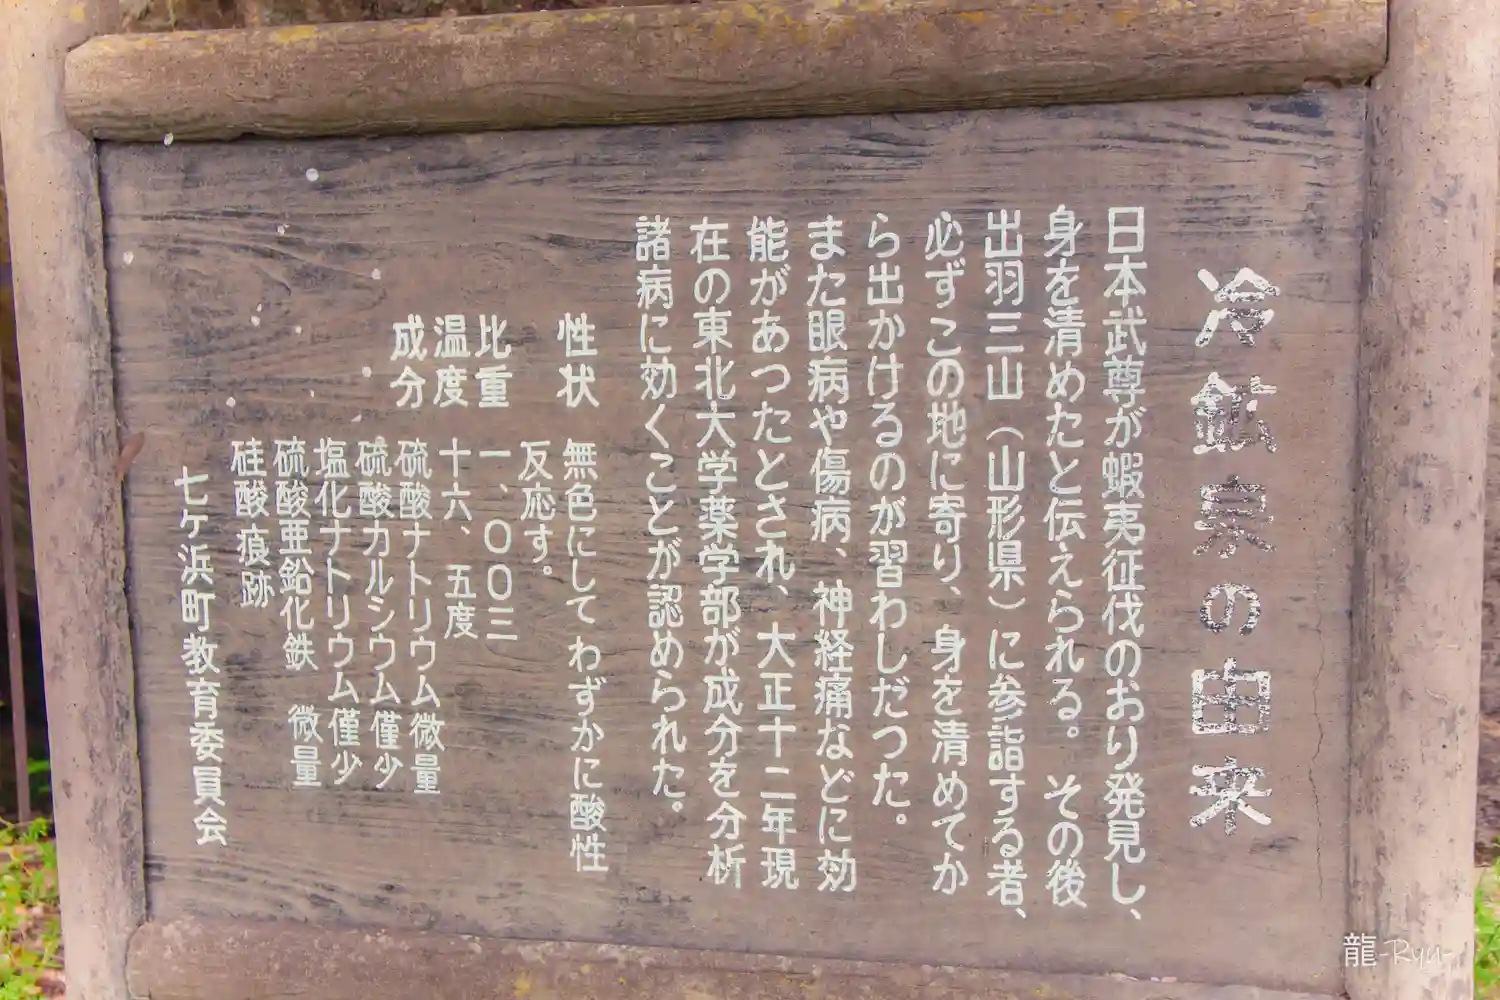 冷鉱泉の由来
日本武尊が蝦夷征伐のおり発見し、
身を清めたと伝えられる。その後
出羽三山（山形県）に参詣する者、
必ずこの地に寄り、身を清めてか
ら出かけるのが習わしだつた。
また眼病や傷病、神経痛などに効
能があつたとされ、大正十二年現
在の東北大学薬学部が成分を分析
諸病に効くことが認められた。
性状　無色にしてわずかに酸性
反応す。
比重　一、〇〇三
温度　十六、五度
成分　硫酸ナトリウム微量
硫酸カルシウム僅少
塩化ナトリウム僅少
硫酸亜鉛化鉄　微量
硅酸痕跡
七ヶ浜町教育委員会
龍-Ryu-